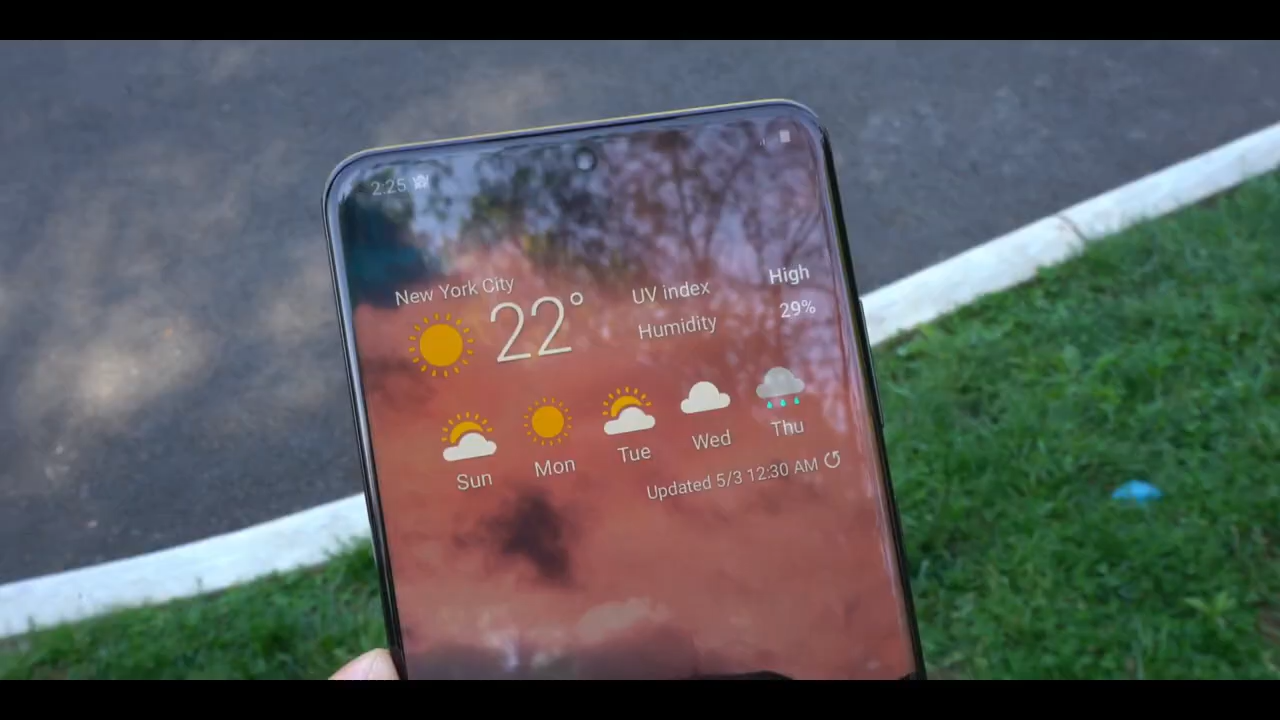 2:25
New York City
22°
UV index High
Humidity 29%
Sun Mon Tue Wed Thu
Updated 5/3 12:30 AM